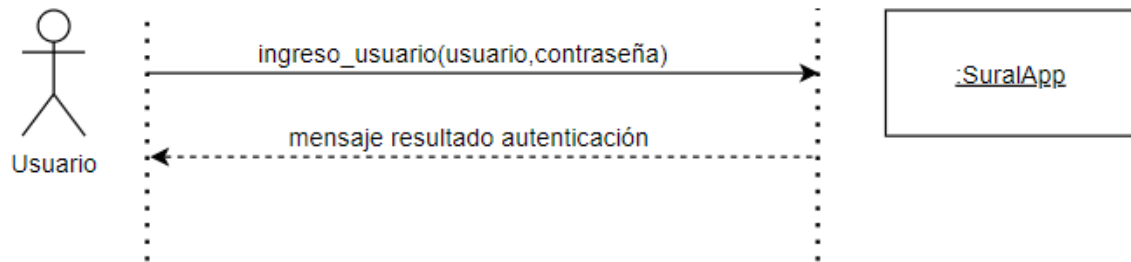 ingreso_usuario(usuario,contraseña)
:SuralApp
mensaje resultado autenticación
Usuario